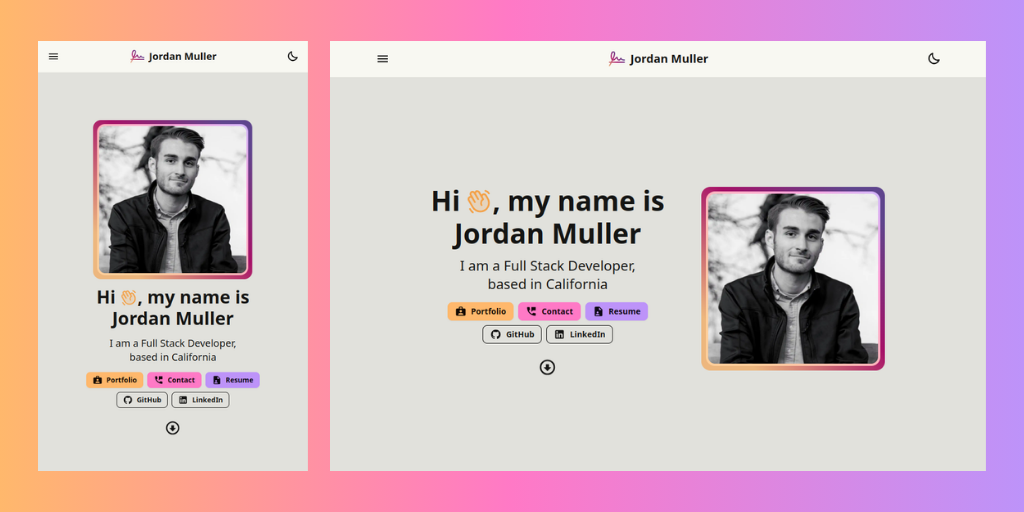 Jordan Muller
Hi 👋, my name is
Jordan Muller
I am a Full Stack Developer,
based in California
Portfolio
Contact
Resume
GitHub
LinkedIn
Jordan Muller
Hi 👋, my name is
Jordan Muller
I am a Full Stack Developer,
based in California
Portfolio
Contact
Resume
GitHub
LinkedIn